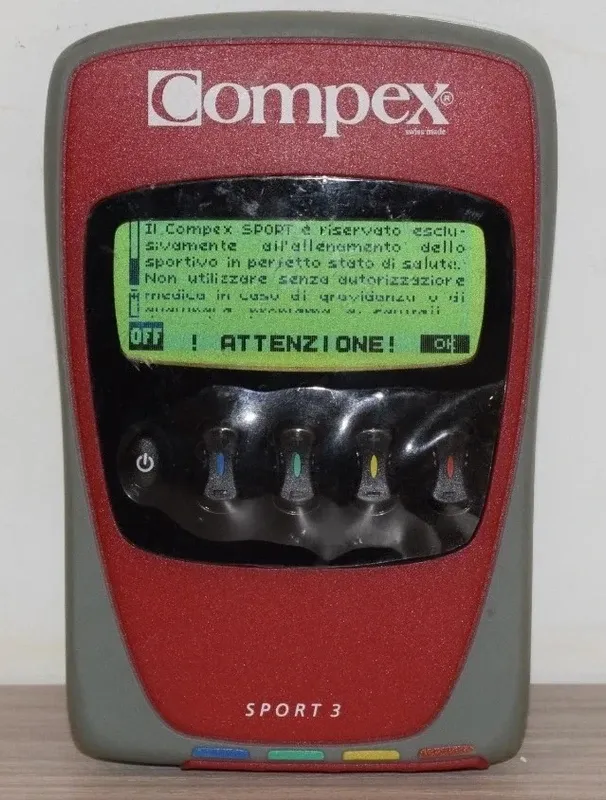 Compex®
swiss made
Il Compex SPORT è riservato esclu-
sivamente all'allenamento dello
sportivo in perfetto stato di salute.
Non utilizzare senza autorizzazione
medica in caso di gravidanza o di
OFF ! ATTENZIONE! OK
SPORT 3